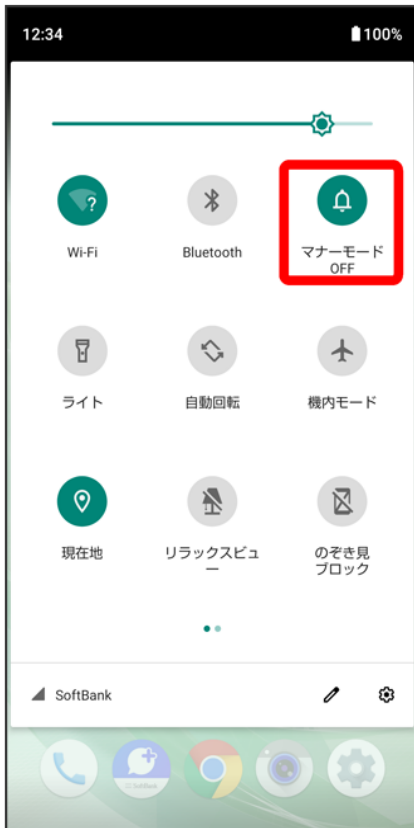 12:34 100%
Wi-Fi Bluetooth マナーモード
OFF
ライト 自動回転 機内モード
現在地 リラックスビュ のぞき見
ー ブロック
SoftBank